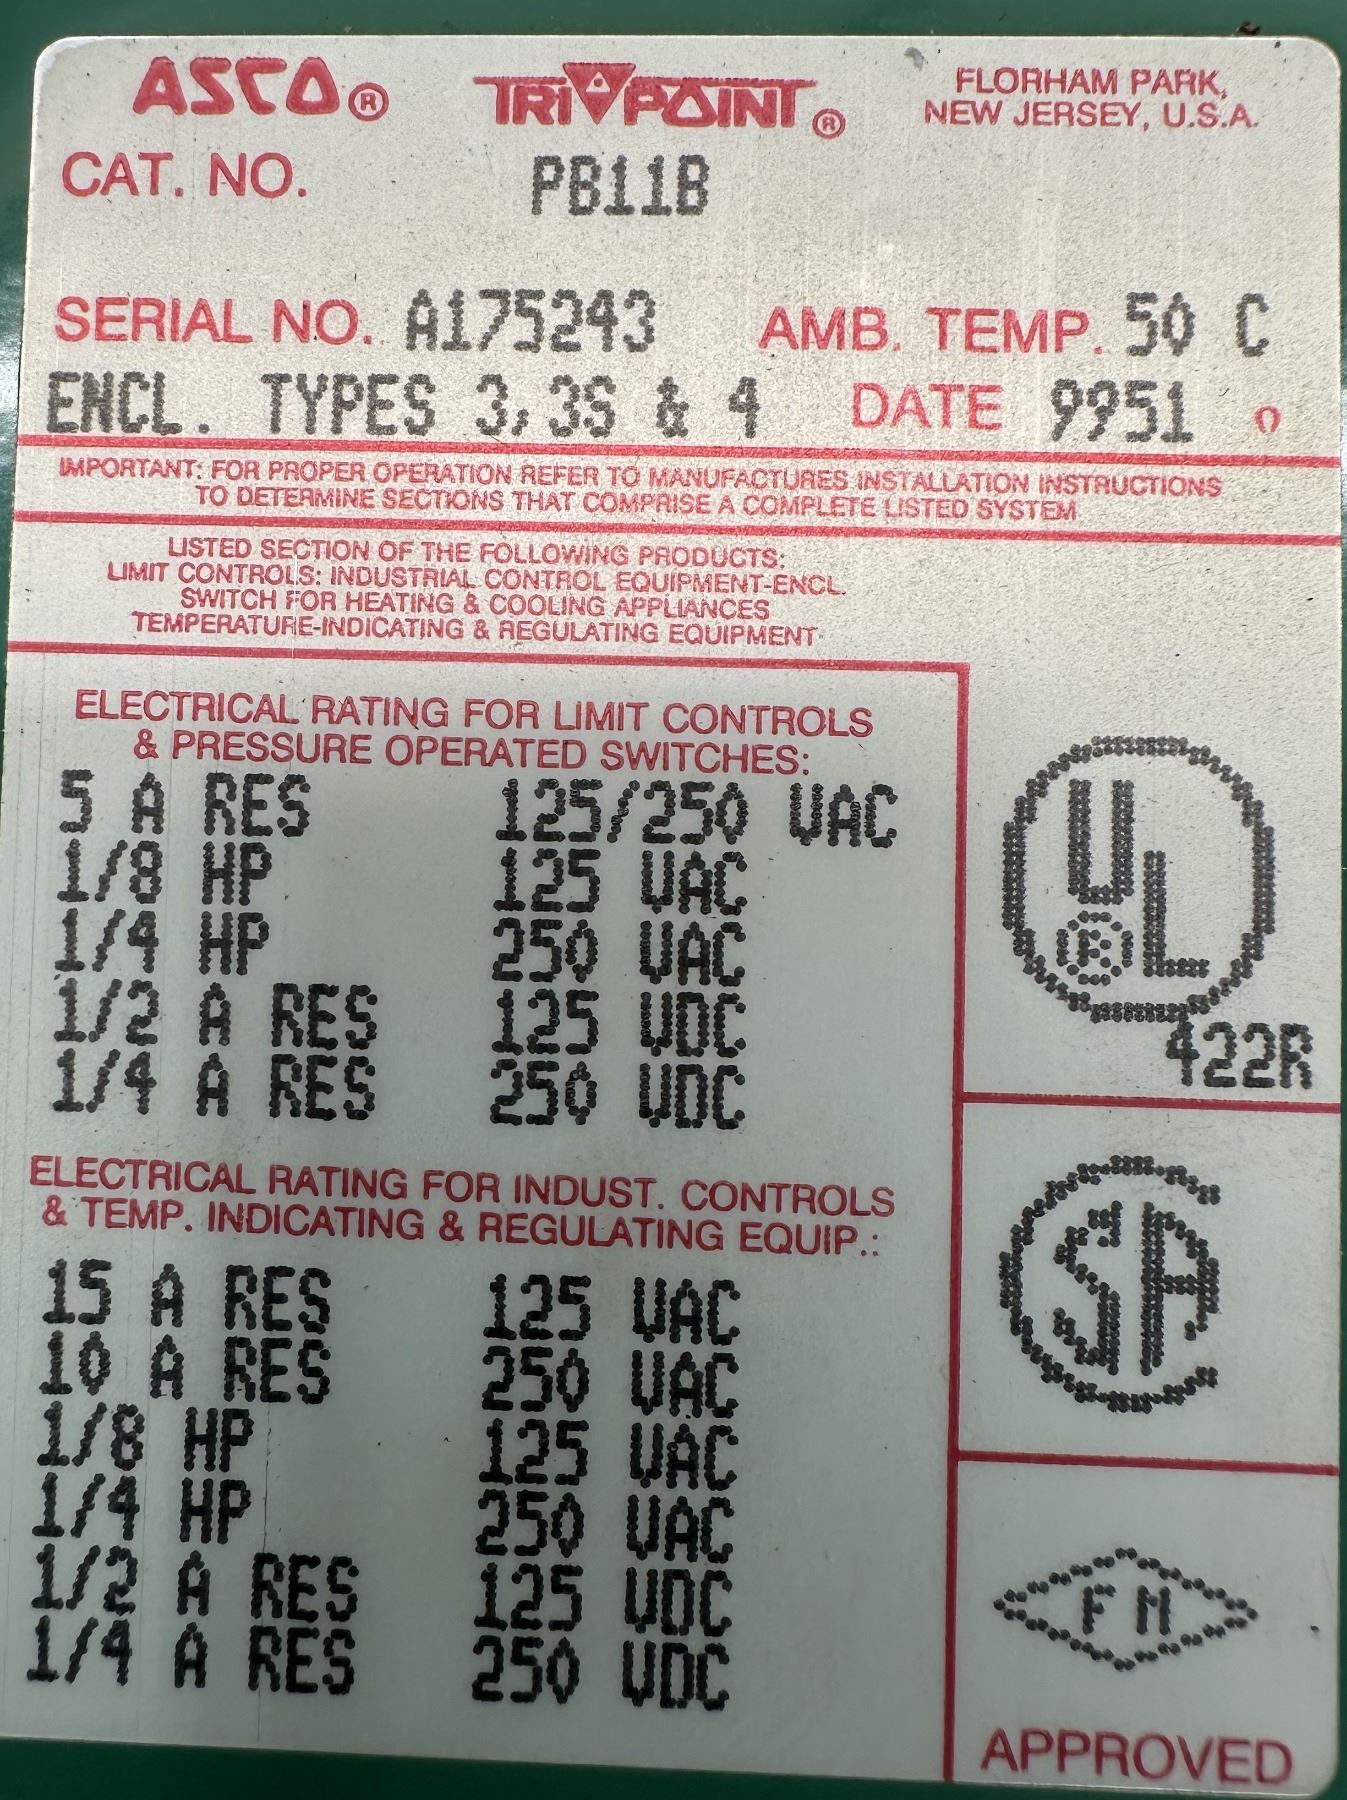 ASCO® TRI-POINT® FLORHAM PARK,
NEW JERSEY, U.S.A.
CAT. NO. PB11B
SERIAL NO. A175243 AMB. TEMP. 50 C
ENCL. TYPES 3,3S & 4 DATE 9951 0
IMPORTANT: FOR PROPER OPERATION REFER TO MANUFACTURES INSTALLATION INSTRUCTIONS
TO DETERMINE SECTIONS THAT COMPRISE A COMPLETE LISTED SYSTEM
LISTED SECTION OF THE FOLLOWING PRODUCTS:
LIMIT CONTROLS: INDUSTRIAL CONTROL EQUIPMENT-ENCL.
SWITCH FOR HEATING & COOLING APPLIANCES
TEMPERATURE-INDICATING & REGULATING EQUIPMENT
ELECTRICAL RATING FOR LIMIT CONTROLS
& PRESSURE OPERATED SWITCHES:
5 A RES 125/250 VAC
1/8 HP 125 VAC
1/4 HP 250 VAC
1/2 A RES 125 VDC
1/4 A RES 250 VDC
ELECTRICAL RATING FOR INDUST. CONTROLS
& TEMP. INDICATING & REGULATING EQUIP.:
15 A RES 125 VAC
10 A RES 250 VAC
1/8 HP 125 VAC
1/4 HP 250 VAC
1/2 A RES 125 VDC
1/4 A RES 250 VDC
UL®
422R
CSA
FM
APPROVED